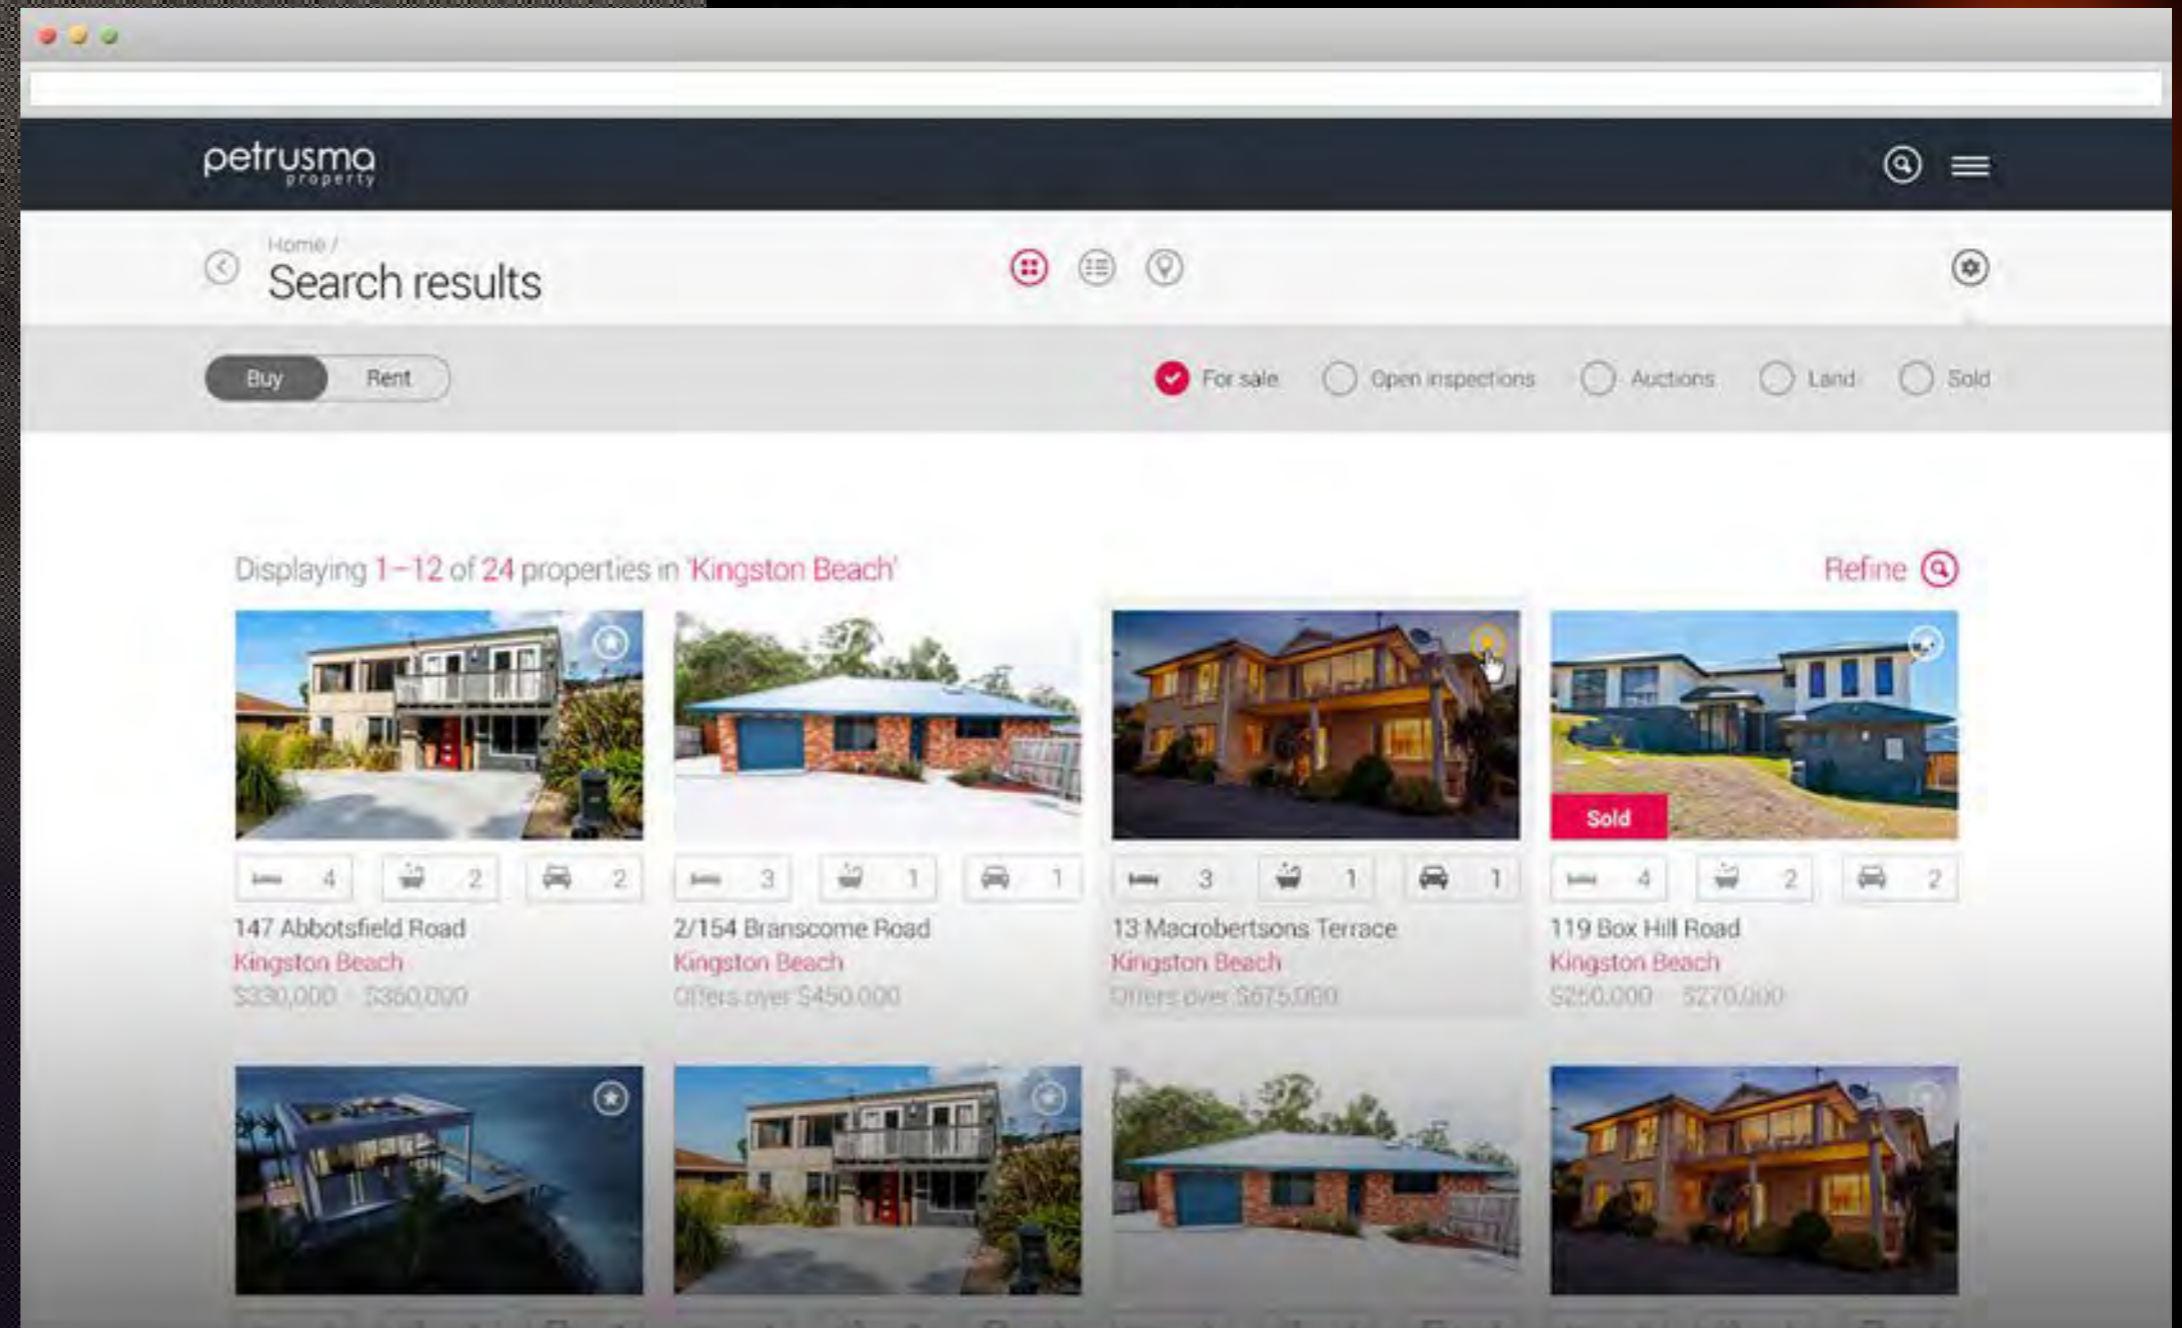 petrusma
property
Home /
Search results
Buy
Rent
For sale
Open inspections
Auctions
Land
Sold
Displaying 1–12 of 24 properties in 'Kingston Beach'
Refine
Sold
4 2 2
3 1 1
3 1 1
4 2 2
147 Abbotsfield Road
Kingston Beach
$330,000 – $360,000
2/154 Branscome Road
Kingston Beach
Offers over $450,000
13 Macrobertsons Terrace
Kingston Beach
Offers over $675,000
119 Box Hill Road
Kingston Beach
$250,000 – $270,000